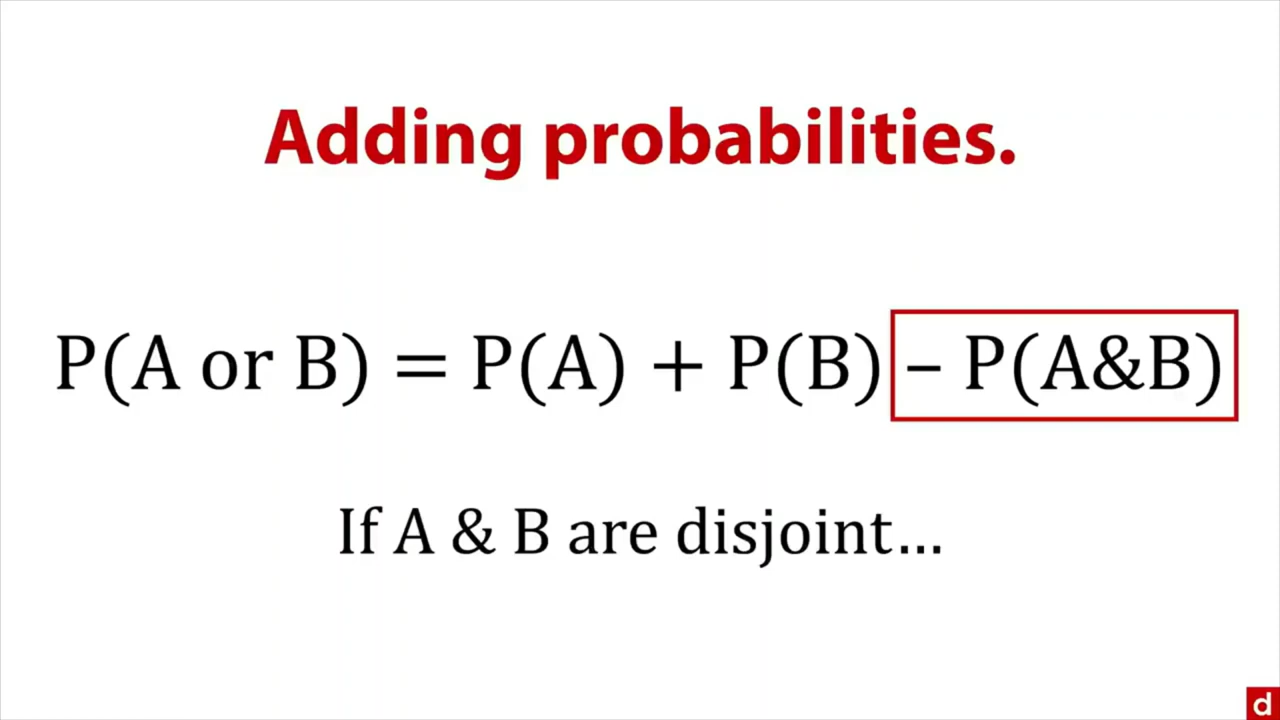 Adding probabilities.
P(A or B) = P(A) + P(B) – P(A&B)
If A & B are disjoint…
d